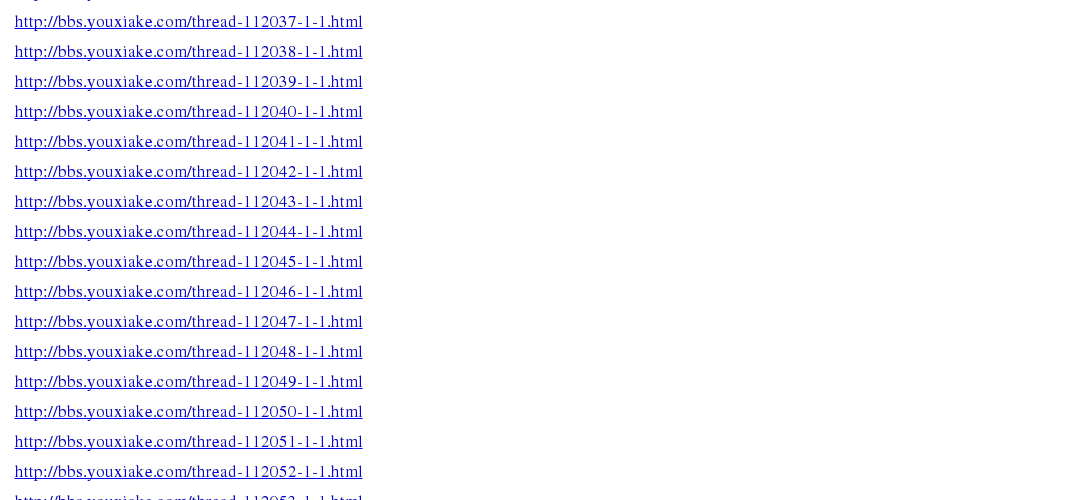 http://bbs.youxiake.com/thread-112037-1-1.html
http://bbs.youxiake.com/thread-112038-1-1.html
http://bbs.youxiake.com/thread-112039-1-1.html
http://bbs.youxiake.com/thread-112040-1-1.html
http://bbs.youxiake.com/thread-112041-1-1.html
http://bbs.youxiake.com/thread-112042-1-1.html
http://bbs.youxiake.com/thread-112043-1-1.html
http://bbs.youxiake.com/thread-112044-1-1.html
http://bbs.youxiake.com/thread-112045-1-1.html
http://bbs.youxiake.com/thread-112046-1-1.html
http://bbs.youxiake.com/thread-112047-1-1.html
http://bbs.youxiake.com/thread-112048-1-1.html
http://bbs.youxiake.com/thread-112049-1-1.html
http://bbs.youxiake.com/thread-112050-1-1.html
http://bbs.youxiake.com/thread-112051-1-1.html
http://bbs.youxiake.com/thread-112052-1-1.html